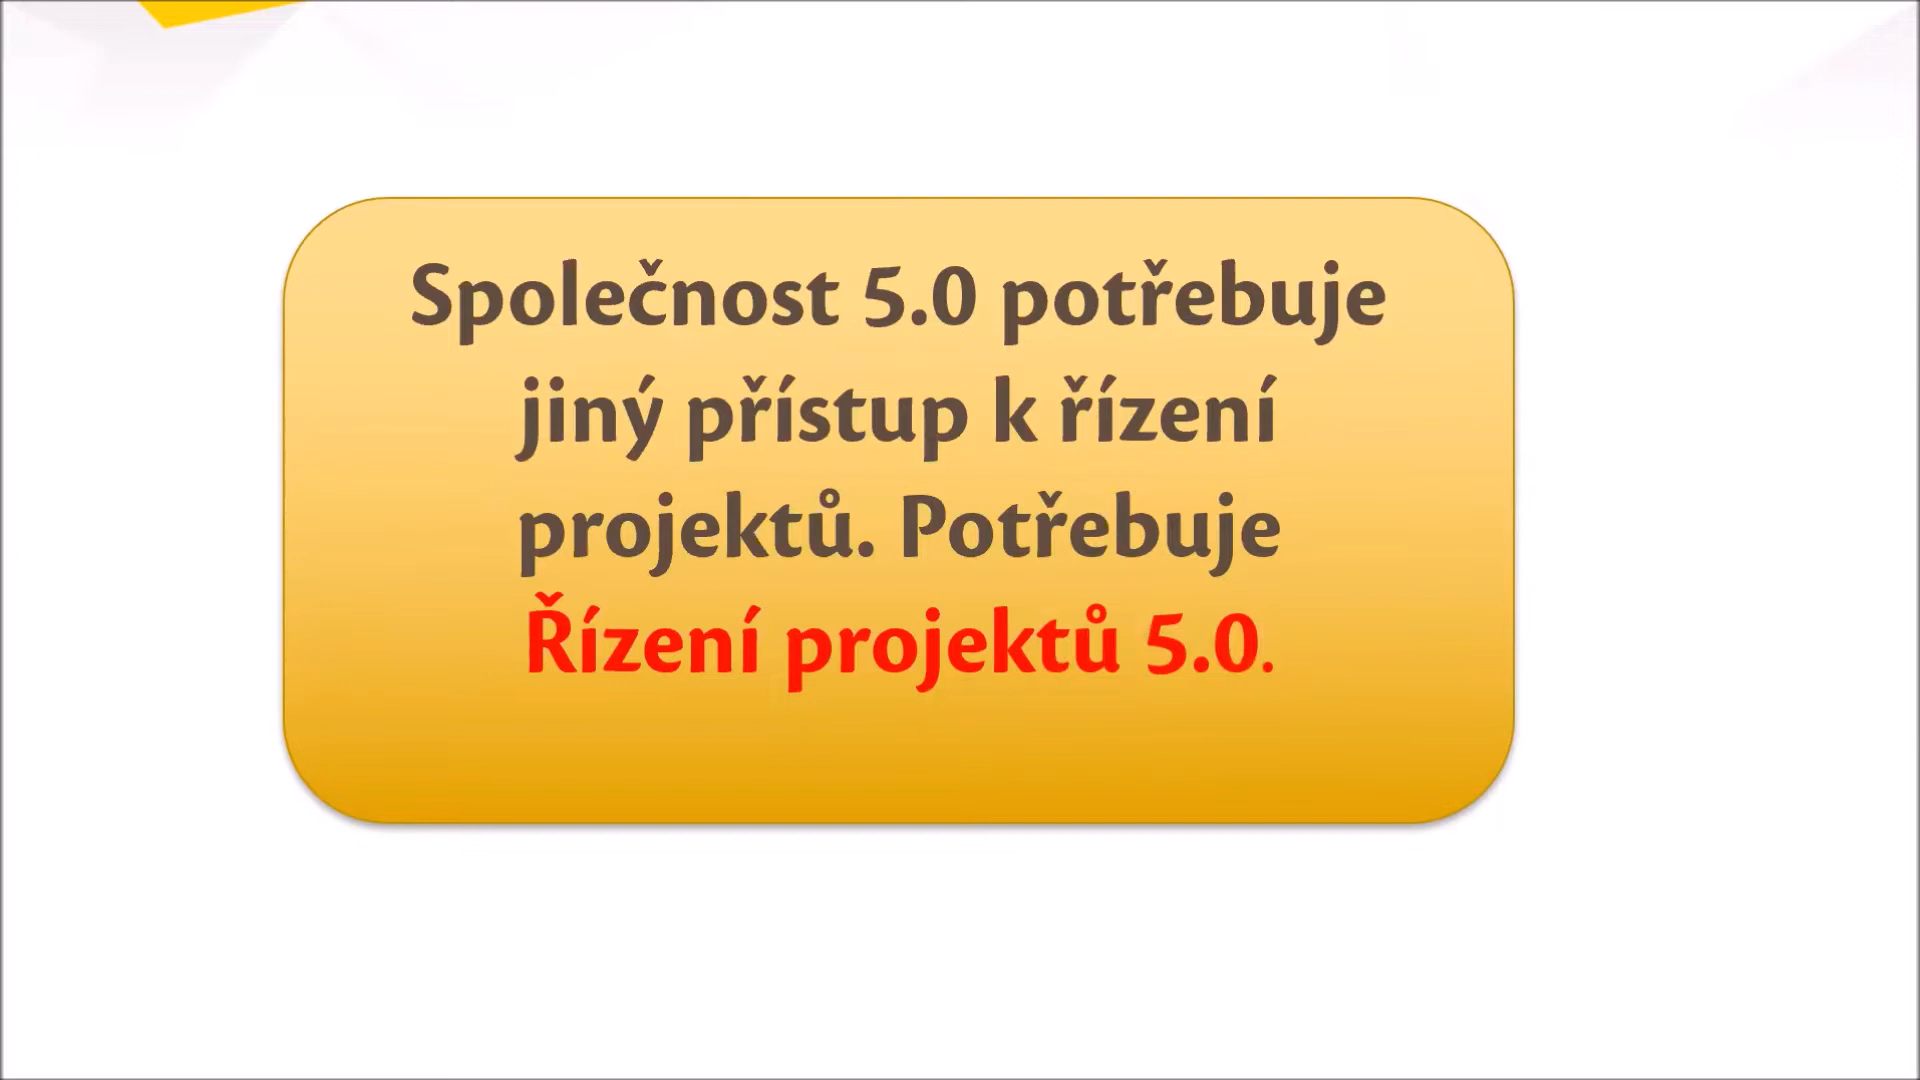 Společnost 5.0 potřebuje
jiný přístup k řízení
projektů. Potřebuje
Řízení projektů 5.0.